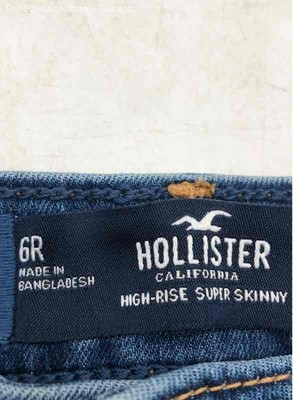 6R
MADE IN
BANGLADESH
HOLLISTER
CALIFORNIA
HIGH-RISE SUPER SKINNY